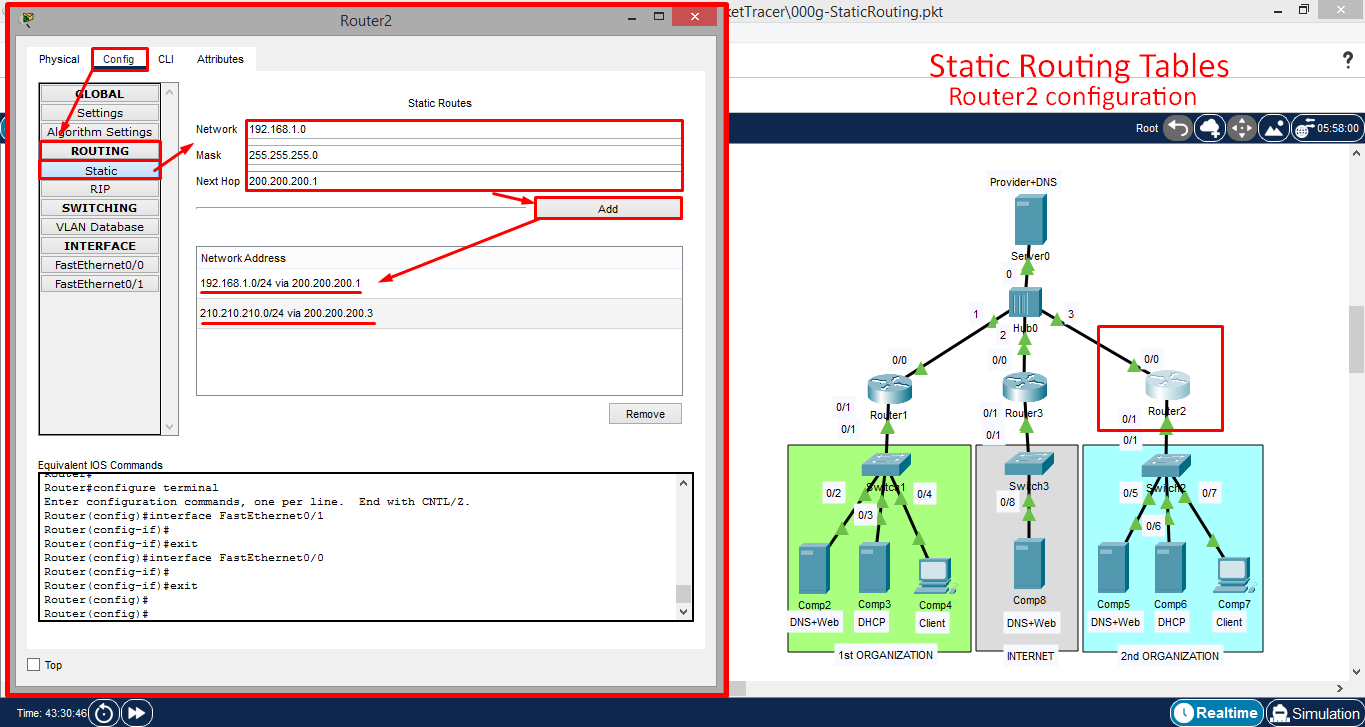 Router2
ketTracer\000g-StaticRouting.pkt
Physical
Config
CLI
Attributes
GLOBAL
Settings
Algorithm Settings
ROUTING
Static
RIP
SWITCHING
VLAN Database
INTERFACE
FastEthernet0/0
FastEthernet0/1
Static Routes
Network
192.168.1.0
Mask
255.255.255.0
Next Hop
200.200.200.1
Add
Network Address
192.168.1.0/24 via 200.200.200.1
210.210.210.0/24 via 200.200.200.3
Remove
Equivalent IOS Commands
Router#
Router#configure terminal
Enter configuration commands, one per line.  End with CNTL/Z.
Router(config)#interface FastEthernet0/1
Router(config-if)#
Router(config-if)#exit
Router(config)#interface FastEthernet0/0
Router(config-if)#
Router(config-if)#exit
Router(config)#
Router(config)#
Top
Static Routing Tables
Router2 configuration
?
Root
05:58:00
Provider+DNS
Server0
0
Hub0
1
2
3
0/0
0/0
0/0
Router1
Router3
Router2
0/1
0/1
0/1
0/1
0/1
0/1
Switch1
Switch3
Switch2
0/2
0/3
0/4
0/8
0/5
0/6
0/7
Comp2
Comp3
Comp4
Comp8
Comp5
Comp6
Comp7
DNS+Web
DHCP
Client
DNS+Web
DNS+Web
DHCP
Client
1st ORGANIZATION
INTERNET
2nd ORGANIZATION
Time: 43:30:46
Realtime
Simulation